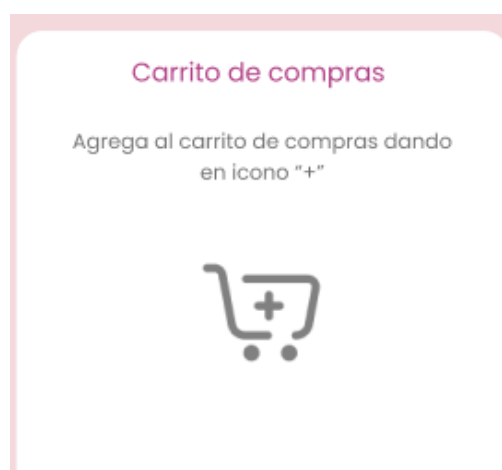 Carrito de compras
Agrega al carrito de compras dando
en icono “+”